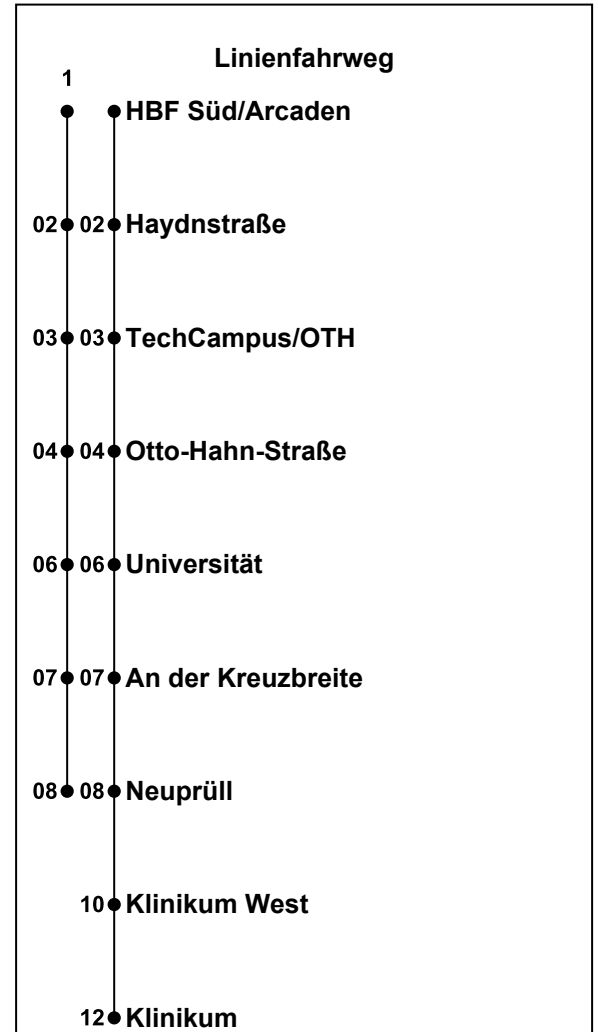 Linienfahrweg
1
HBF Süd/Arcaden
02 02 Haydnstraße
03 03 TechCampus/OTH
04 04 Otto-Hahn-Straße
06 06 Universität
07 07 An der Kreuzbreite
08 08 Neuprüll
10 Klinikum West
12 Klinikum